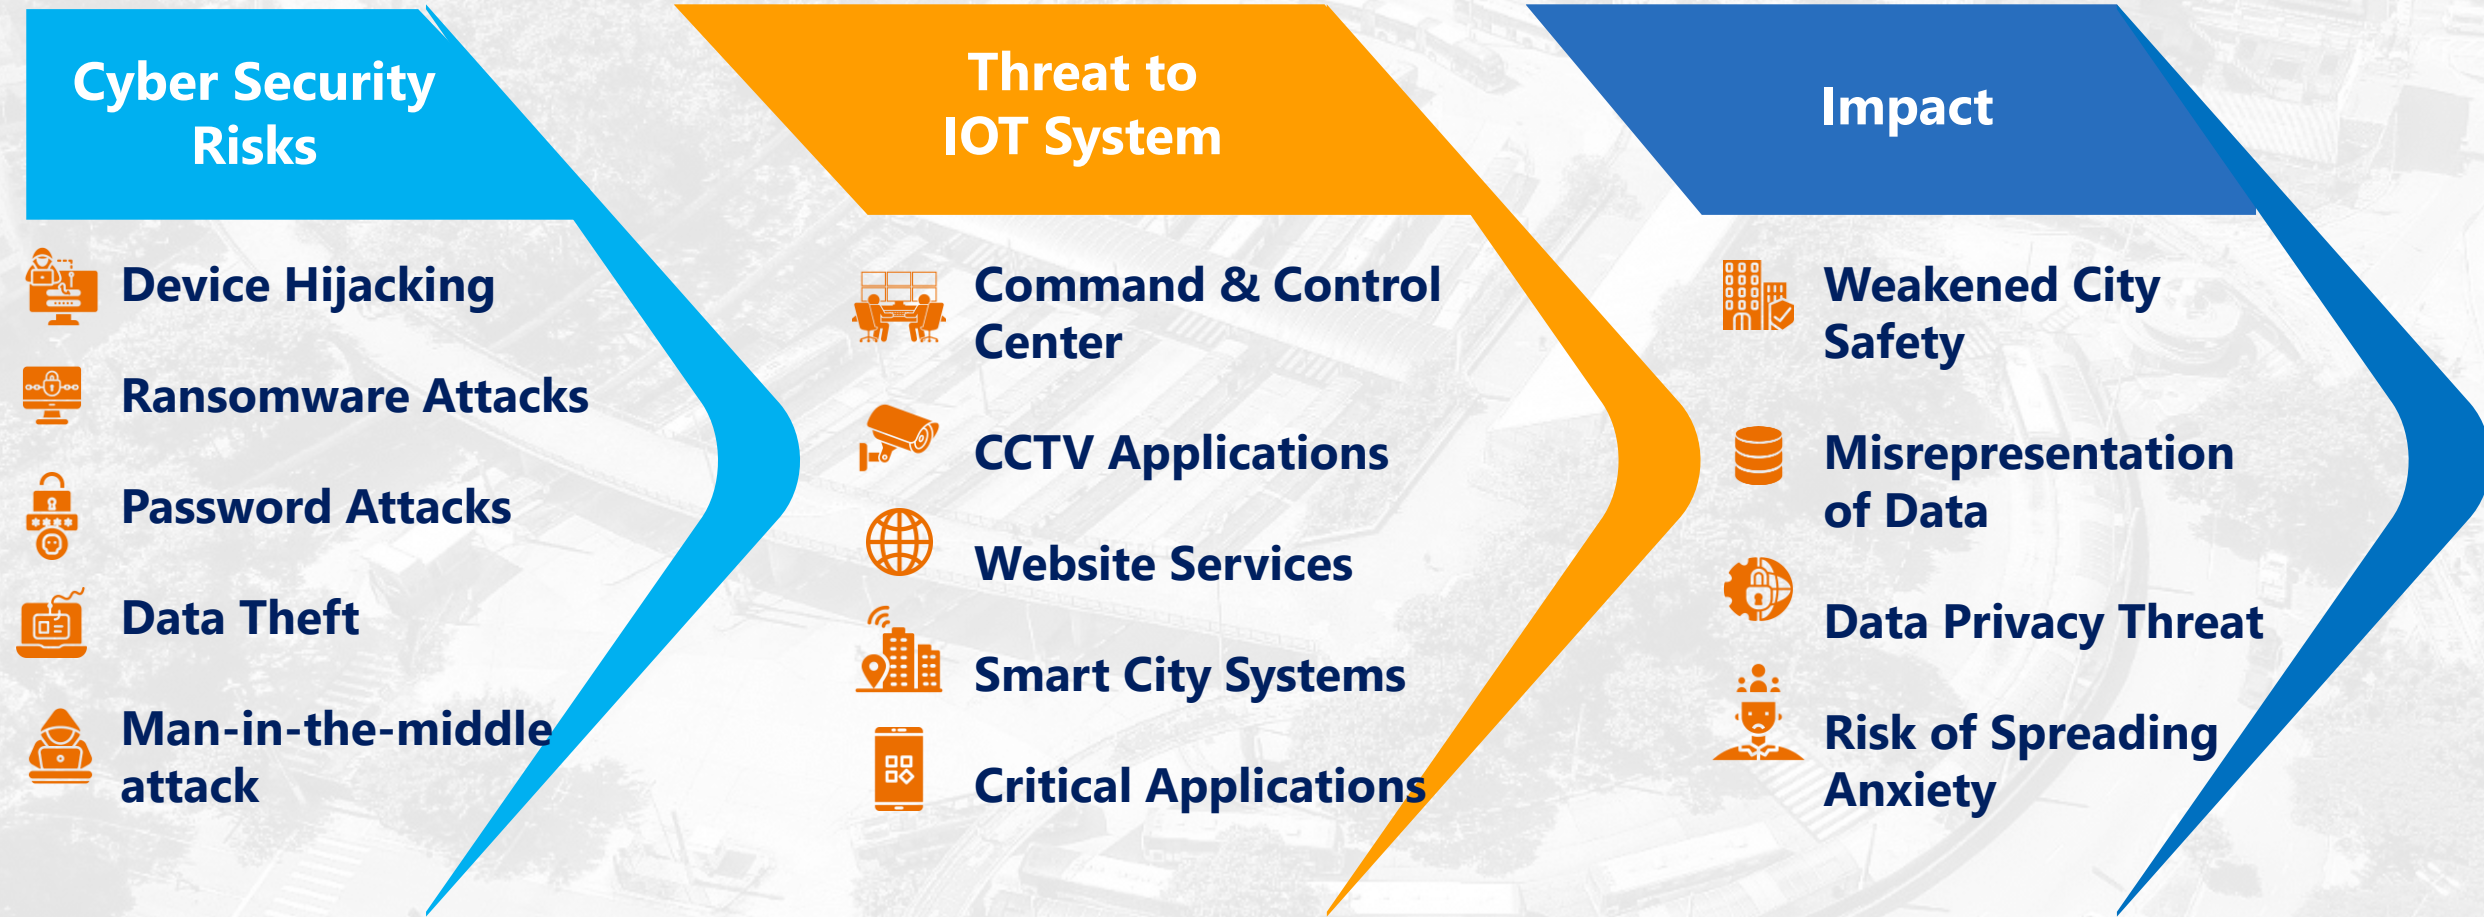 Cyber Security
Risks
Device Hijacking
Ransomware Attacks
Password Attacks
Data Theft
Man-in-the-middle
attack
Threat to
IOT System
Command & Control
Center
CCTV Applications
Website Services
Smart City Systems
Critical Applications
Impact
Weakened City
Safety
Misrepresentation
of Data
Data Privacy Threat
Risk of Spreading
Anxiety